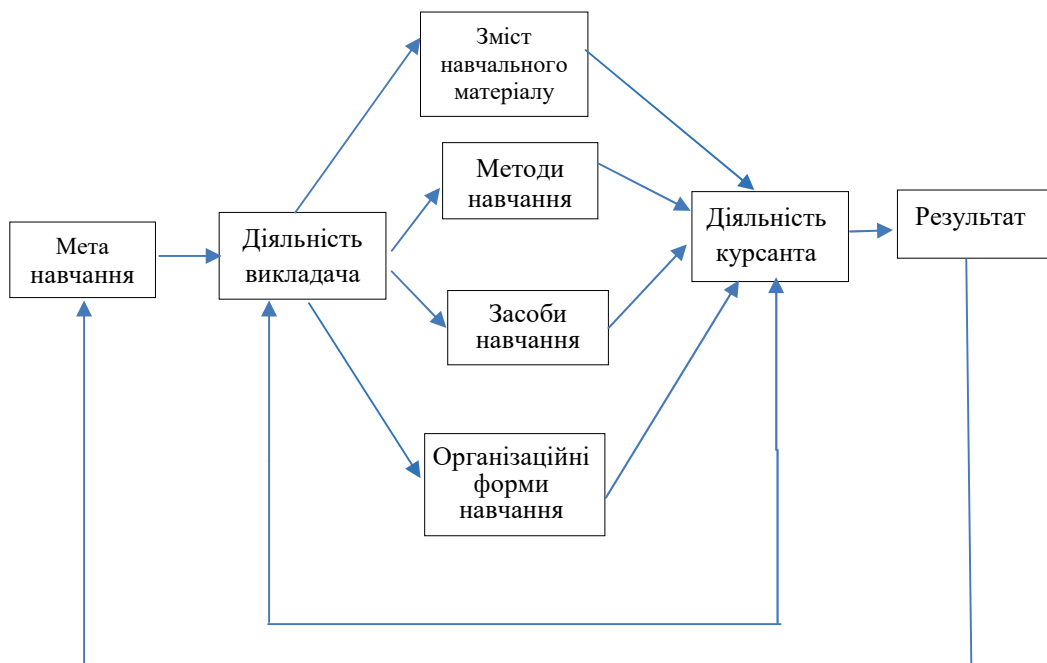 Зміст
навчального
матеріалу
Методи
навчання
Мета
навчання
Діяльність
викладача
Засоби
навчання
Організаційні
форми
навчання
Діяльність
курсанта
Результат